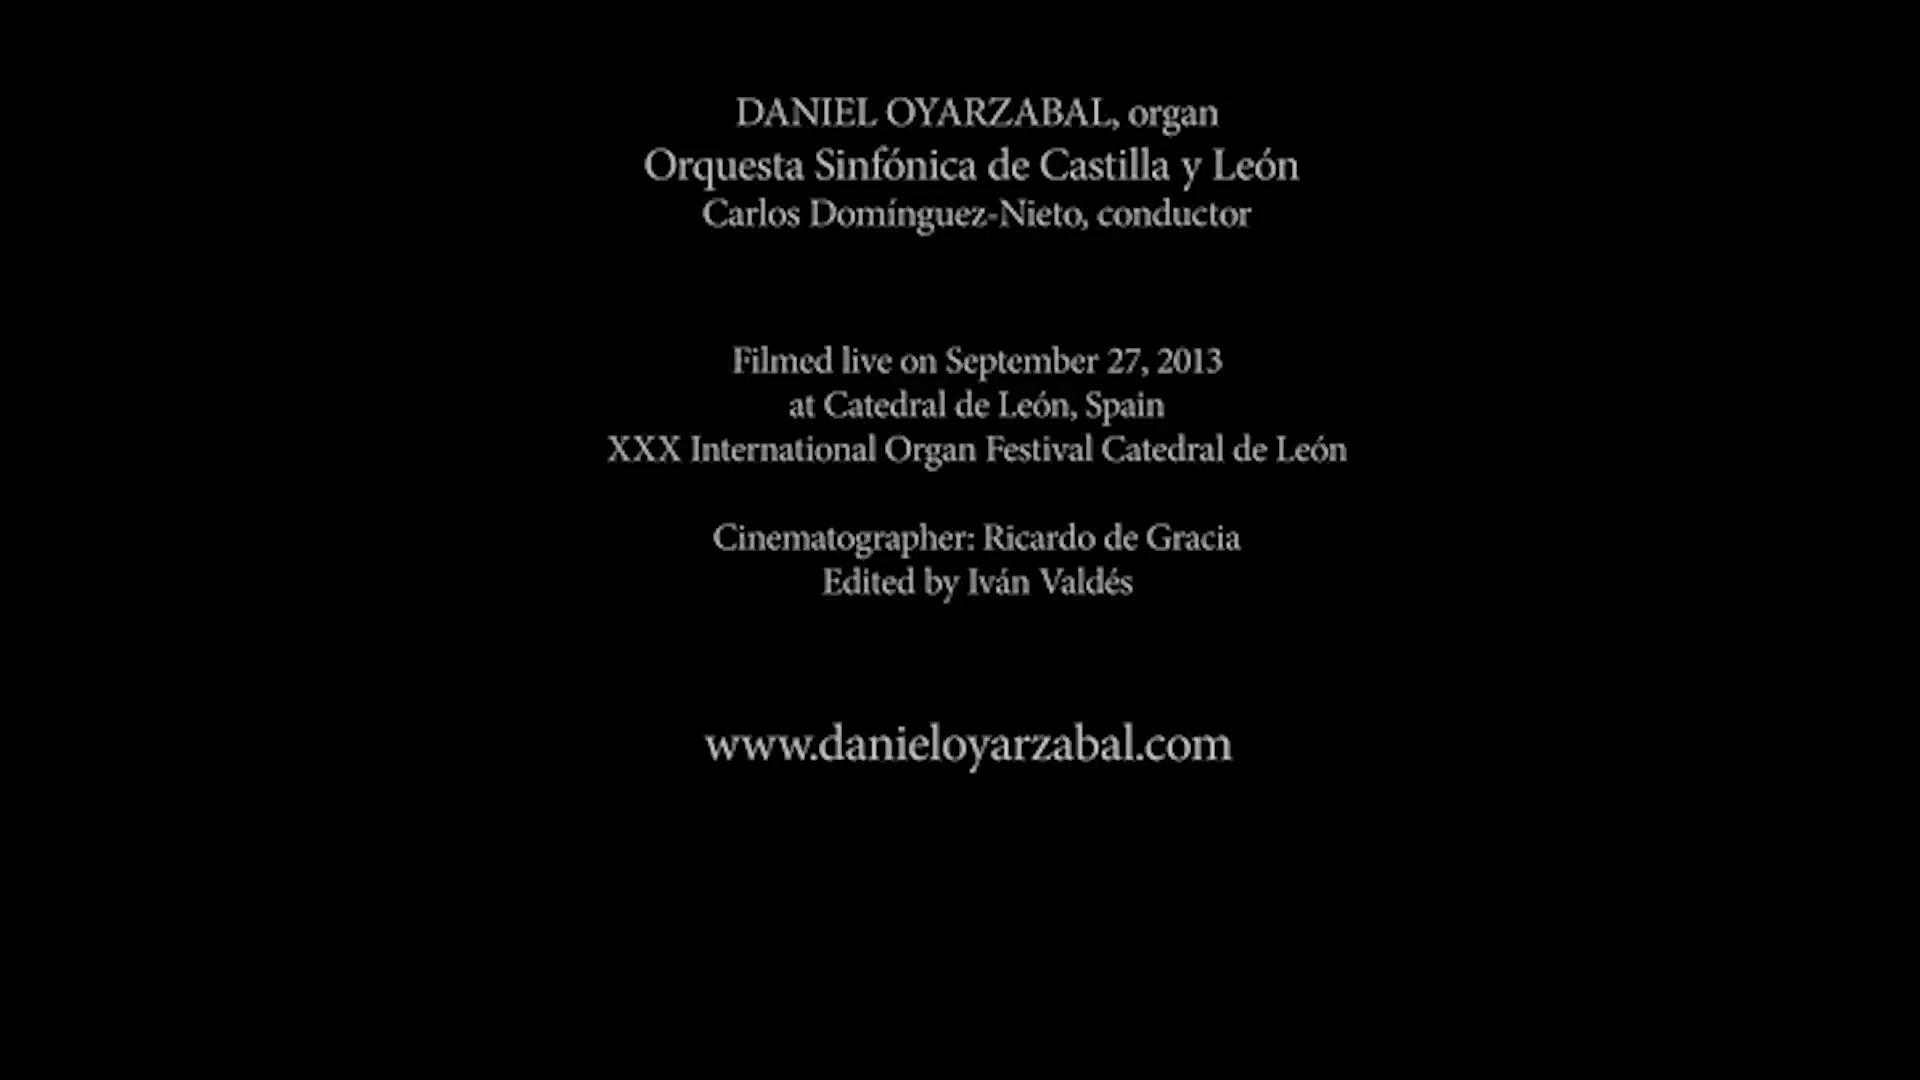 DANIEL OYARZABAL, organ
Orquesta Sinfónica de Castilla y León
Carlos Domínguez-Nieto, conductor
Filmed live on September 27, 2013
at Catedral de León, Spain
XXX International Organ Festival Catedral de León
Cinematographer: Ricardo de Gracia
Edited by Iván Valdés
www.danieloyarzabal.com